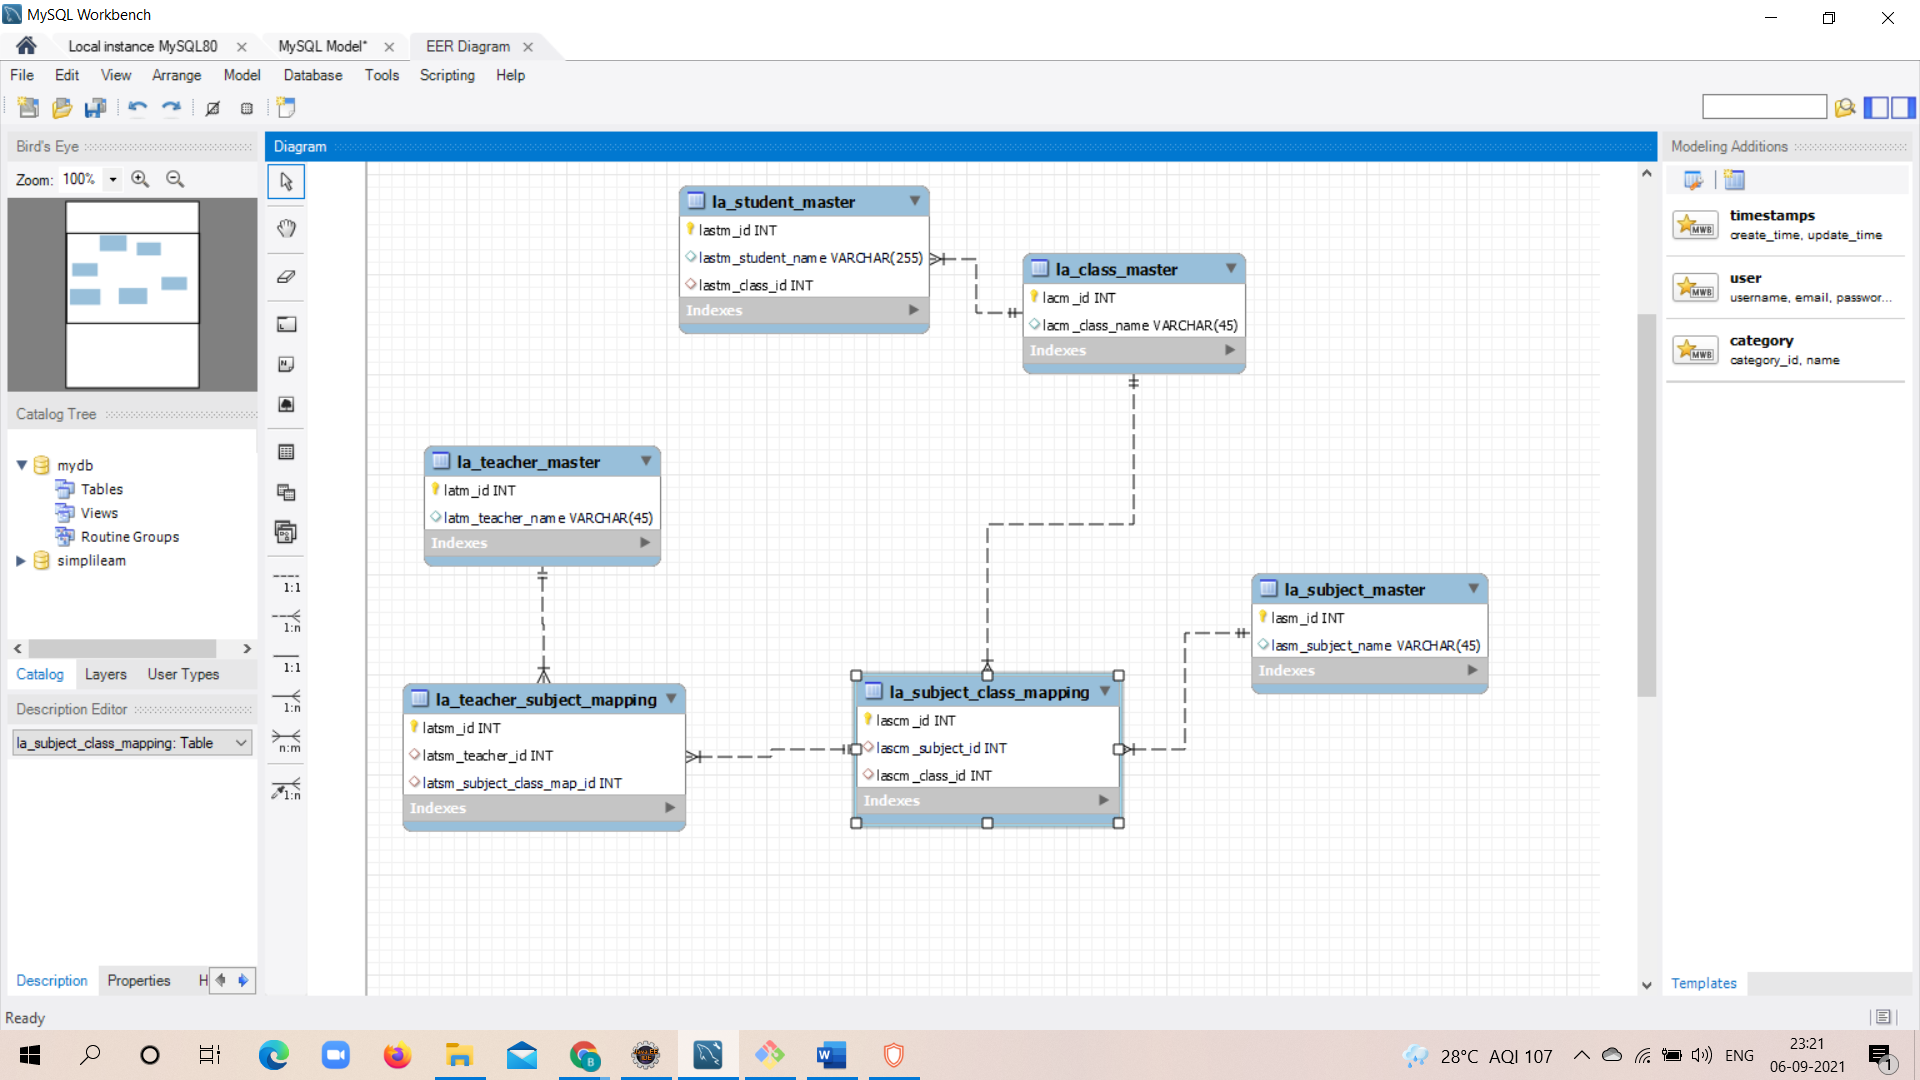 MySQL Workbench
Local instance MySQL80
MySQL Model*
EER Diagram
File Edit View Arrange Model Database Tools Scripting Help
Bird's Eye
Zoom: 100%
Catalog Tree
mydb
Tables
Views
Routine Groups
simplilearn
Catalog Layers User Types
Description Editor
la_subject_class_mapping: Table
Description Properties H
Ready
Diagram
1:1
1:n
1:1
1:n
n:m
1:n
la_student_master
lastm_id INT
lastm_student_name VARCHAR(255)
lastm_class_id INT
Indexes
la_class_master
lacm_id INT
lacm_class_name VARCHAR(45)
Indexes
la_teacher_master
latm_id INT
latm_teacher_name VARCHAR(45)
Indexes
la_subject_master
lasm_id INT
lasm_subject_name VARCHAR(45)
Indexes
la_teacher_subject_mapping
latsm_id INT
latsm_teacher_id INT
latsm_subject_class_map_id INT
Indexes
la_subject_class_mapping
lascm_id INT
lascm_subject_id INT
lascm_class_id INT
Indexes
Modeling Additions
MWB
timestamps
create_time, update_time
MWB
user
username, email, passwor...
MWB
category
category_id, name
Templates
28°C AQI 107
ENG
23:21
06-09-2021
1